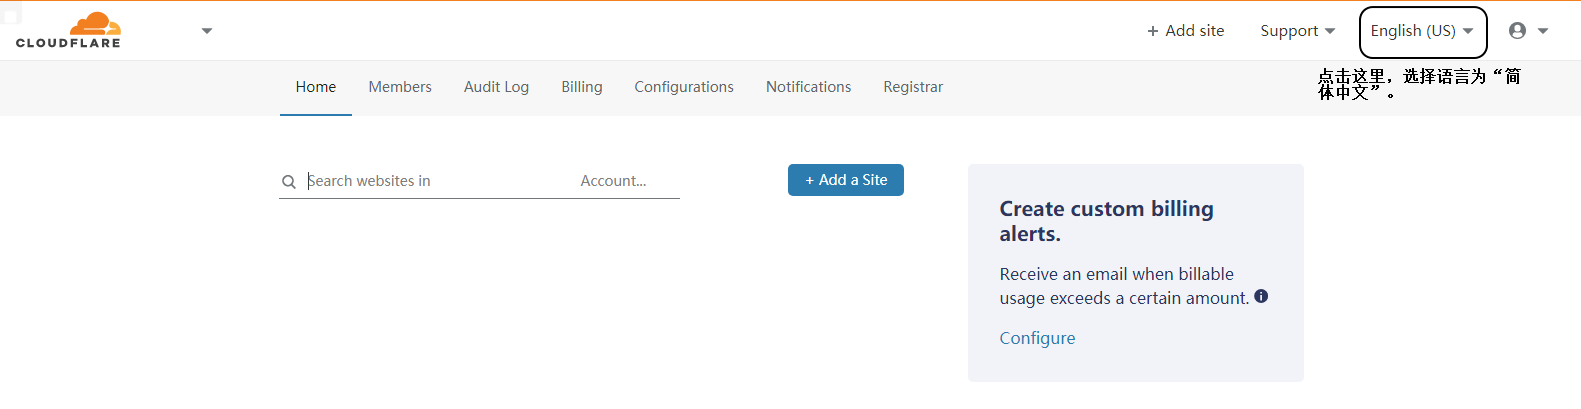 CLOUDFLARE
+ Add site
Support
English (US)
点击这里，选择语言为“简
体中文”。
Home
Members
Audit Log
Billing
Configurations
Notifications
Registrar
Search websites in
Account...
+ Add a Site
Create custom billing
alerts.
Receive an email when billable
usage exceeds a certain amount.
Configure